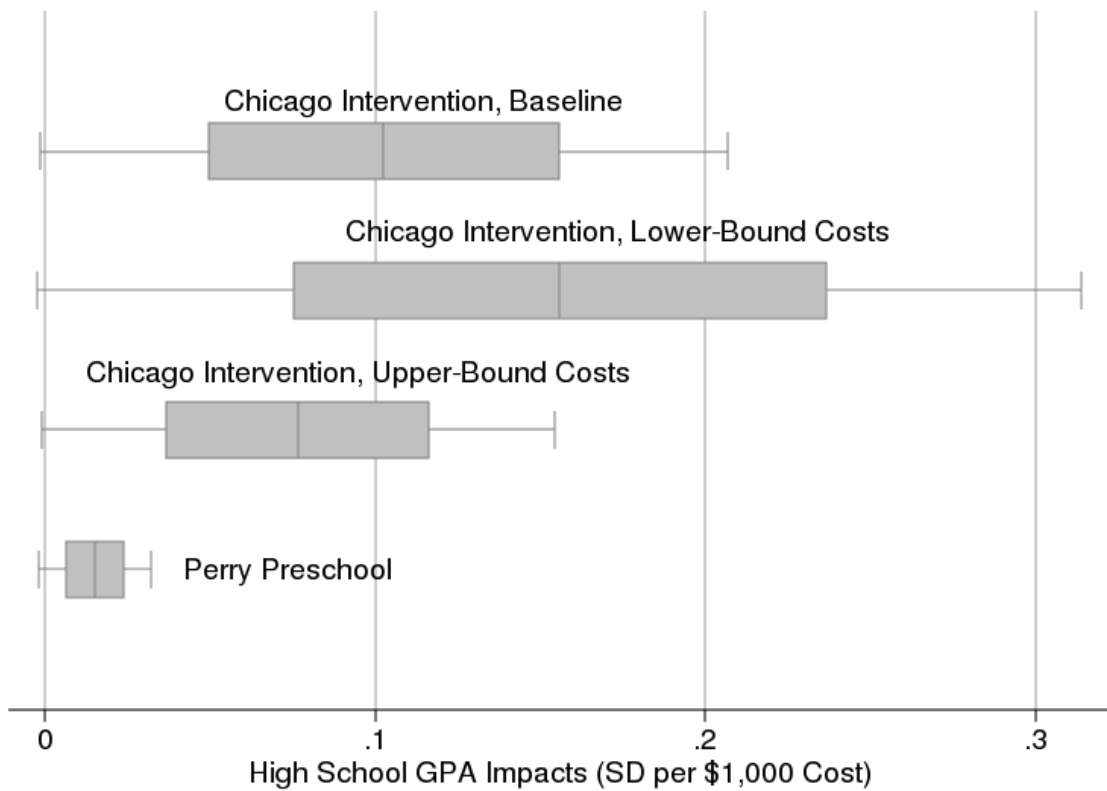 Chicago Intervention, Baseline
Chicago Intervention, Lower-Bound Costs
Chicago Intervention, Upper-Bound Costs
Perry Preschool
0 .1 .2 .3
High School GPA Impacts (SD per $1,000 Cost)